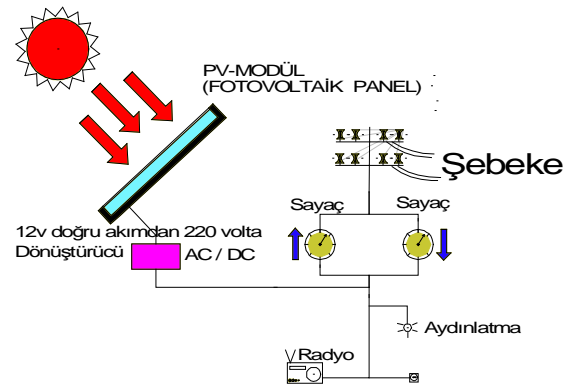 PV-MODÜL
(FOTOVOLTAİK PANEL)
Şebeke
Sayaç
Sayaç
12v doğru akımdan 220 volta
Dönüştürücü
AC / DC
Aydınlatma
Radyo